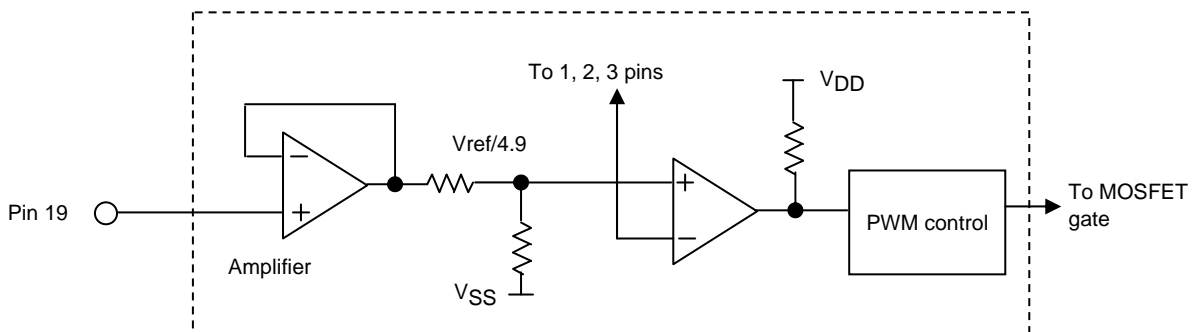 To 1, 2, 3 pins
VDD
Vref/4.9
−
+
−
+
Pin 19
PWM control
To MOSFET
gate
Amplifier
VSS